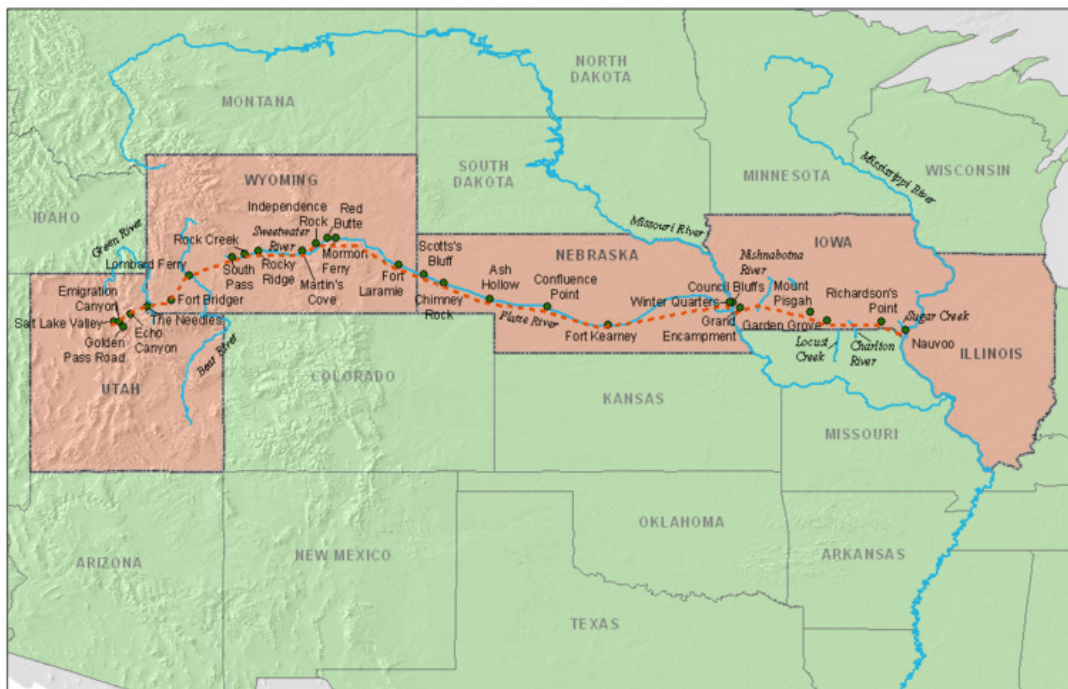 NORTH
DAKOTA
MONTANA
SOUTH
DAKOTA
MINNESOTA
WISCONSIN
Mississippi River
WYOMING
IDAHO
Green River
Independence
Rock
Red
Butte
Sweetwater
River
Rock Creek
Lombard Ferry
South
Pass
Rocky
Ridge
Martin's
Cove
Mormon
Ferry
Fort
Laramie
Scotts's
Bluff
Chimney
Rock
NEBRASKA
Ash
Hollow
Confluence
Point
Platte River
Fort Kearney
Missouri River
IOWA
Nishnabotna
River
Council Bluffs
Winter Quarters
Grand
Encampment
Mount
Pisgah
Garden Grove
Richardson's
Point
Locust
Creek
Charlton
River
Sugar Creek
Nauvoo
ILLINOIS
Emigration
Canyon
Fort Bridger
Salt Lake Valley
The Needles
Golden
Pass Road
Echo
Canyon
Bear River
UTAH
COLORADO
KANSAS
MISSOURI
ARIZONA
NEW MEXICO
OKLAHOMA
ARKANSAS
TEXAS